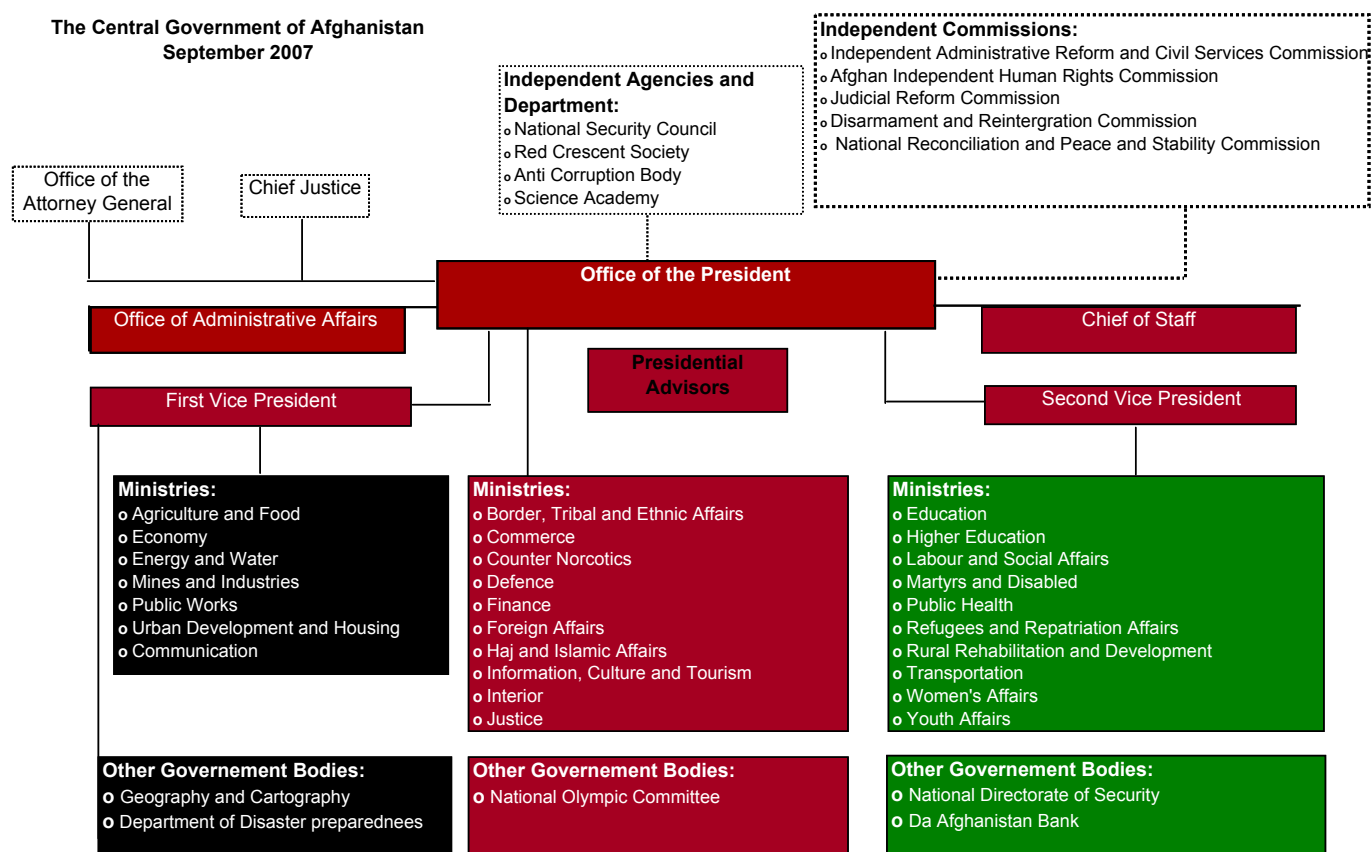 The Central Government of Afghanistan
September 2007
Independent Agencies and
Department:
o National Security Council
o Red Crescent Society
o Anti Corruption Body
o Science Academy
Independent Commissions:
o Independent Administrative Reform and Civil Services Commission
o Afghan Independent Human Rights Commission
o Judicial Reform Commission
o Disarmament and Reintergration Commission
o National Reconciliation and Peace and Stability Commission
Office of the
Attorney General
Chief Justice
Office of the President
Office of Administrative Affairs
Chief of Staff
Presidential
Advisors
First Vice President
Second Vice President
Ministries:
o Agriculture and Food
o Economy
o Energy and Water
o Mines and Industries
o Public Works
o Urban Development and Housing
o Communication
Ministries:
o Border, Tribal and Ethnic Affairs
o Commerce
o Counter Norcotics
o Defence
o Finance
o Foreign Affairs
o Haj and Islamic Affairs
o Information, Culture and Tourism
o Interior
o Justice
Ministries:
o Education
o Higher Education
o Labour and Social Affairs
o Martyrs and Disabled
o Public Health
o Refugees and Repatriation Affairs
o Rural Rehabilitation and Development
o Transportation
o Women's Affairs
o Youth Affairs
Other Governement Bodies:
o Geography and Cartography
o Department of Disaster preparednees
Other Governement Bodies:
o National Olympic Committee
Other Governement Bodies:
o National Directorate of Security
o Da Afghanistan Bank